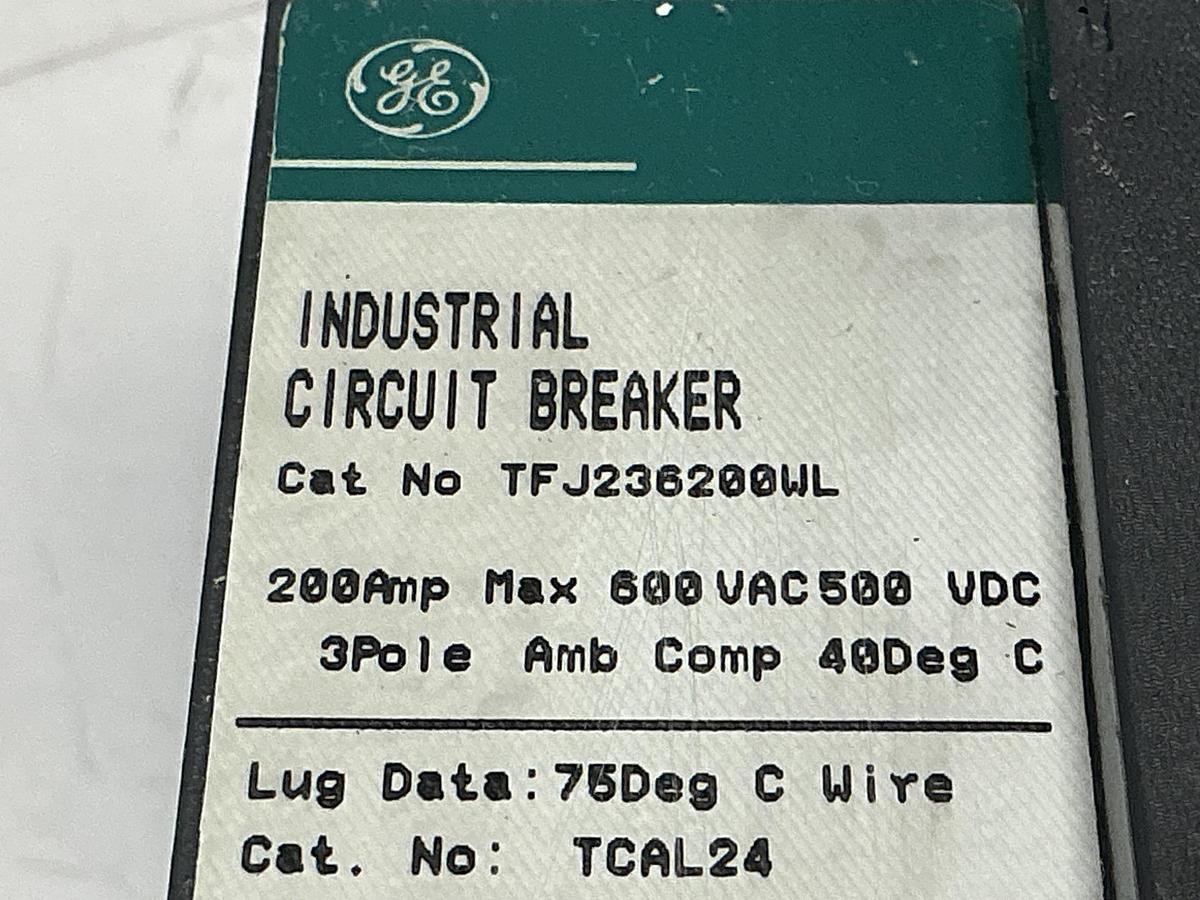 GE
INDUSTRIAL
CIRCUIT BREAKER
Cat No TFJ236200WL
200Amp Max 600VAC500 VDC
3Pole Amb Comp 40Deg C
Lug Data:75Deg C Wire
Cat. No: TCAL24